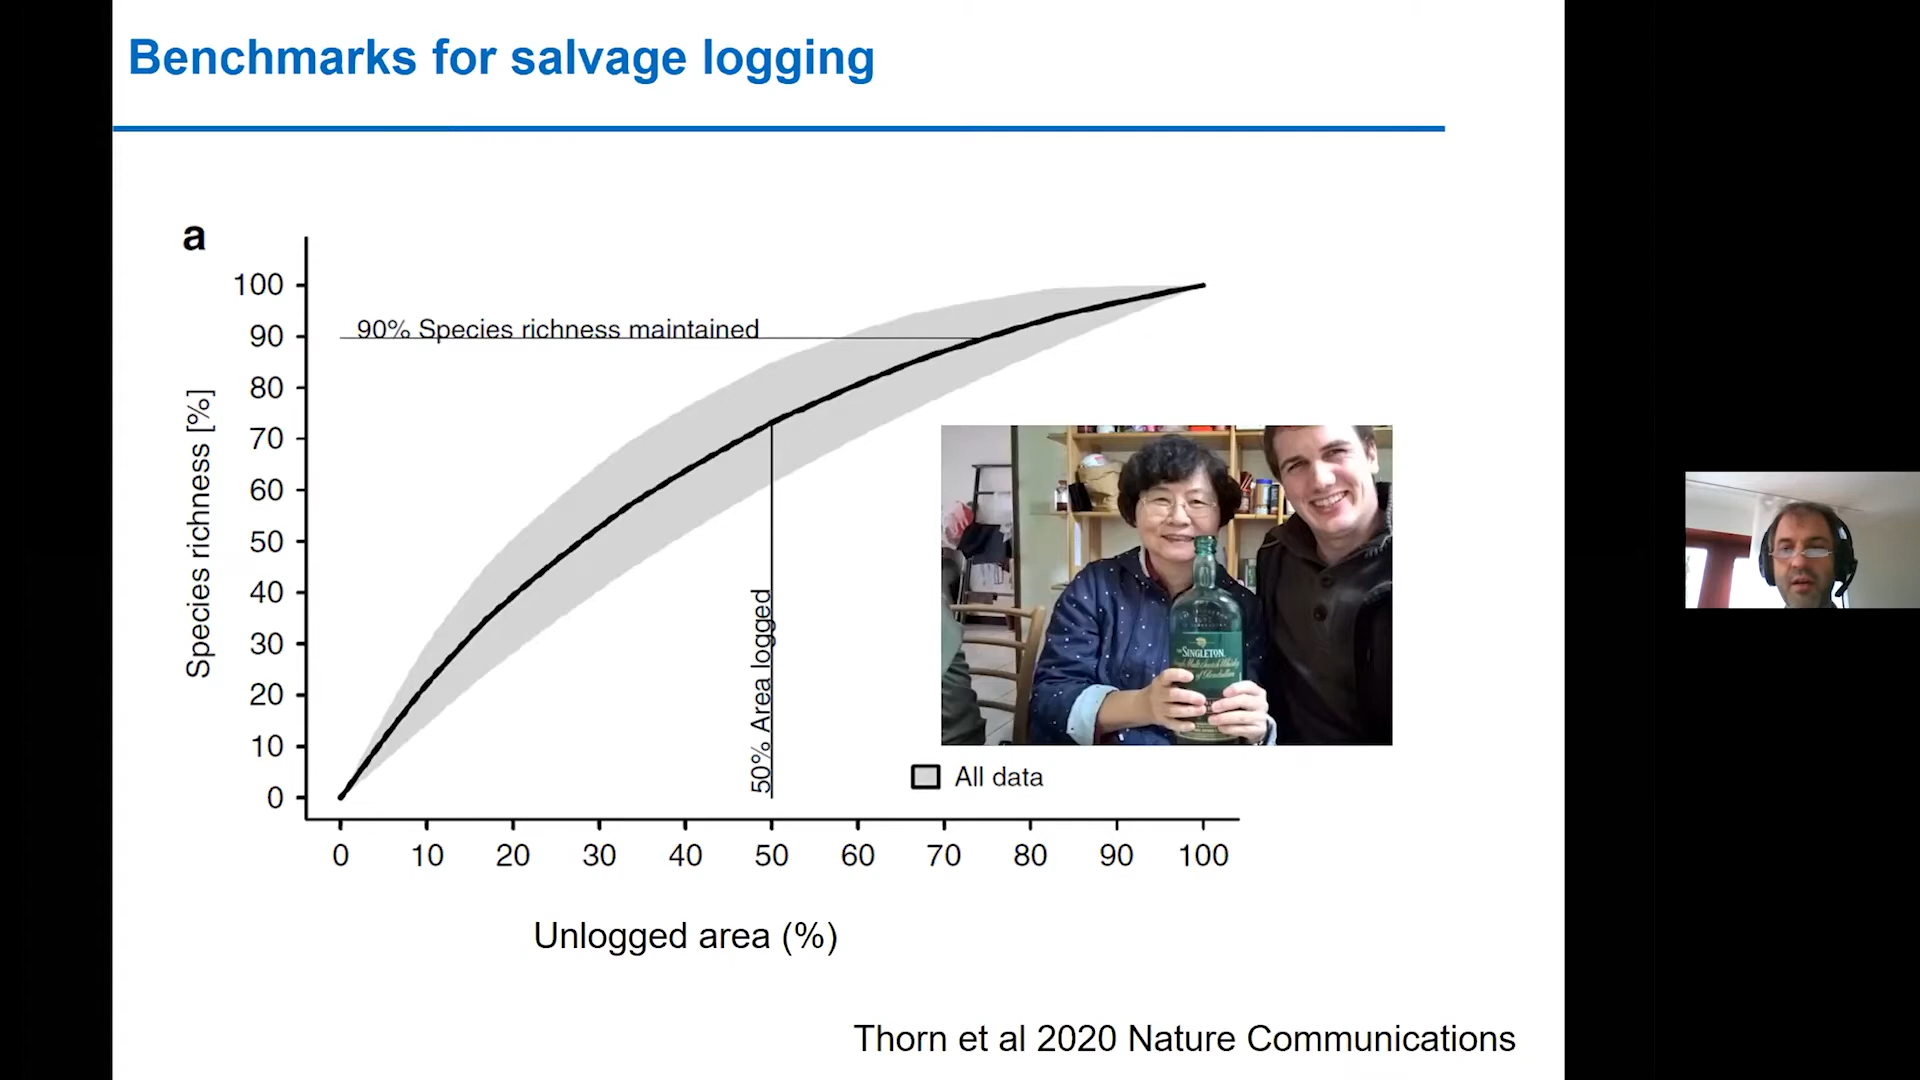 Benchmarks for salvage logging
a
100
90
80
70
60
50
40
30
20
10
0
Species richness [%]
90% Species richness maintained
50% Area logged
SINGLETON
All data
0 10 20 30 40 50 60 70 80 90 100
Unlogged area (%)
Thorn et al 2020 Nature Communications